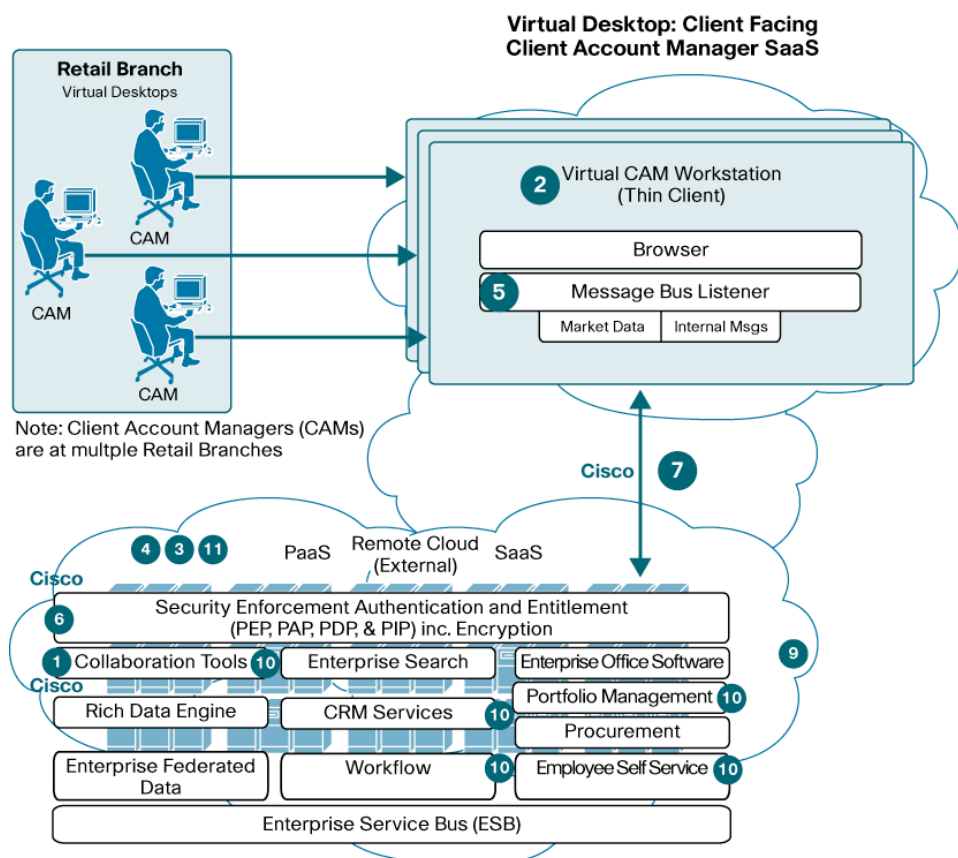 Virtual Desktop: Client Facing
Client Account Manager SaaS
Retail Branch
Virtual Desktops
CAM
CAM
CAM
Note: Client Account Managers (CAMs)
are at multple Retail Branches
2 Virtual CAM Workstation
(Thin Client)
Browser
5 Message Bus Listener
Market Data Internal Msgs
Cisco 7
4 3 11
PaaS Remote Cloud SaaS
(External)
Cisco
6 Security Enforcement Authentication and Entitlement
(PEP, PAP, PDP, & PIP) inc. Encryption
9
1 Collaboration Tools 10 Enterprise Search Enterprise Office Software
Cisco
Portfolio Management 10
Rich Data Engine CRM Services 10
Procurement
Enterprise Federated
Data
Workflow 10 Employee Self Service 10
Enterprise Service Bus (ESB)